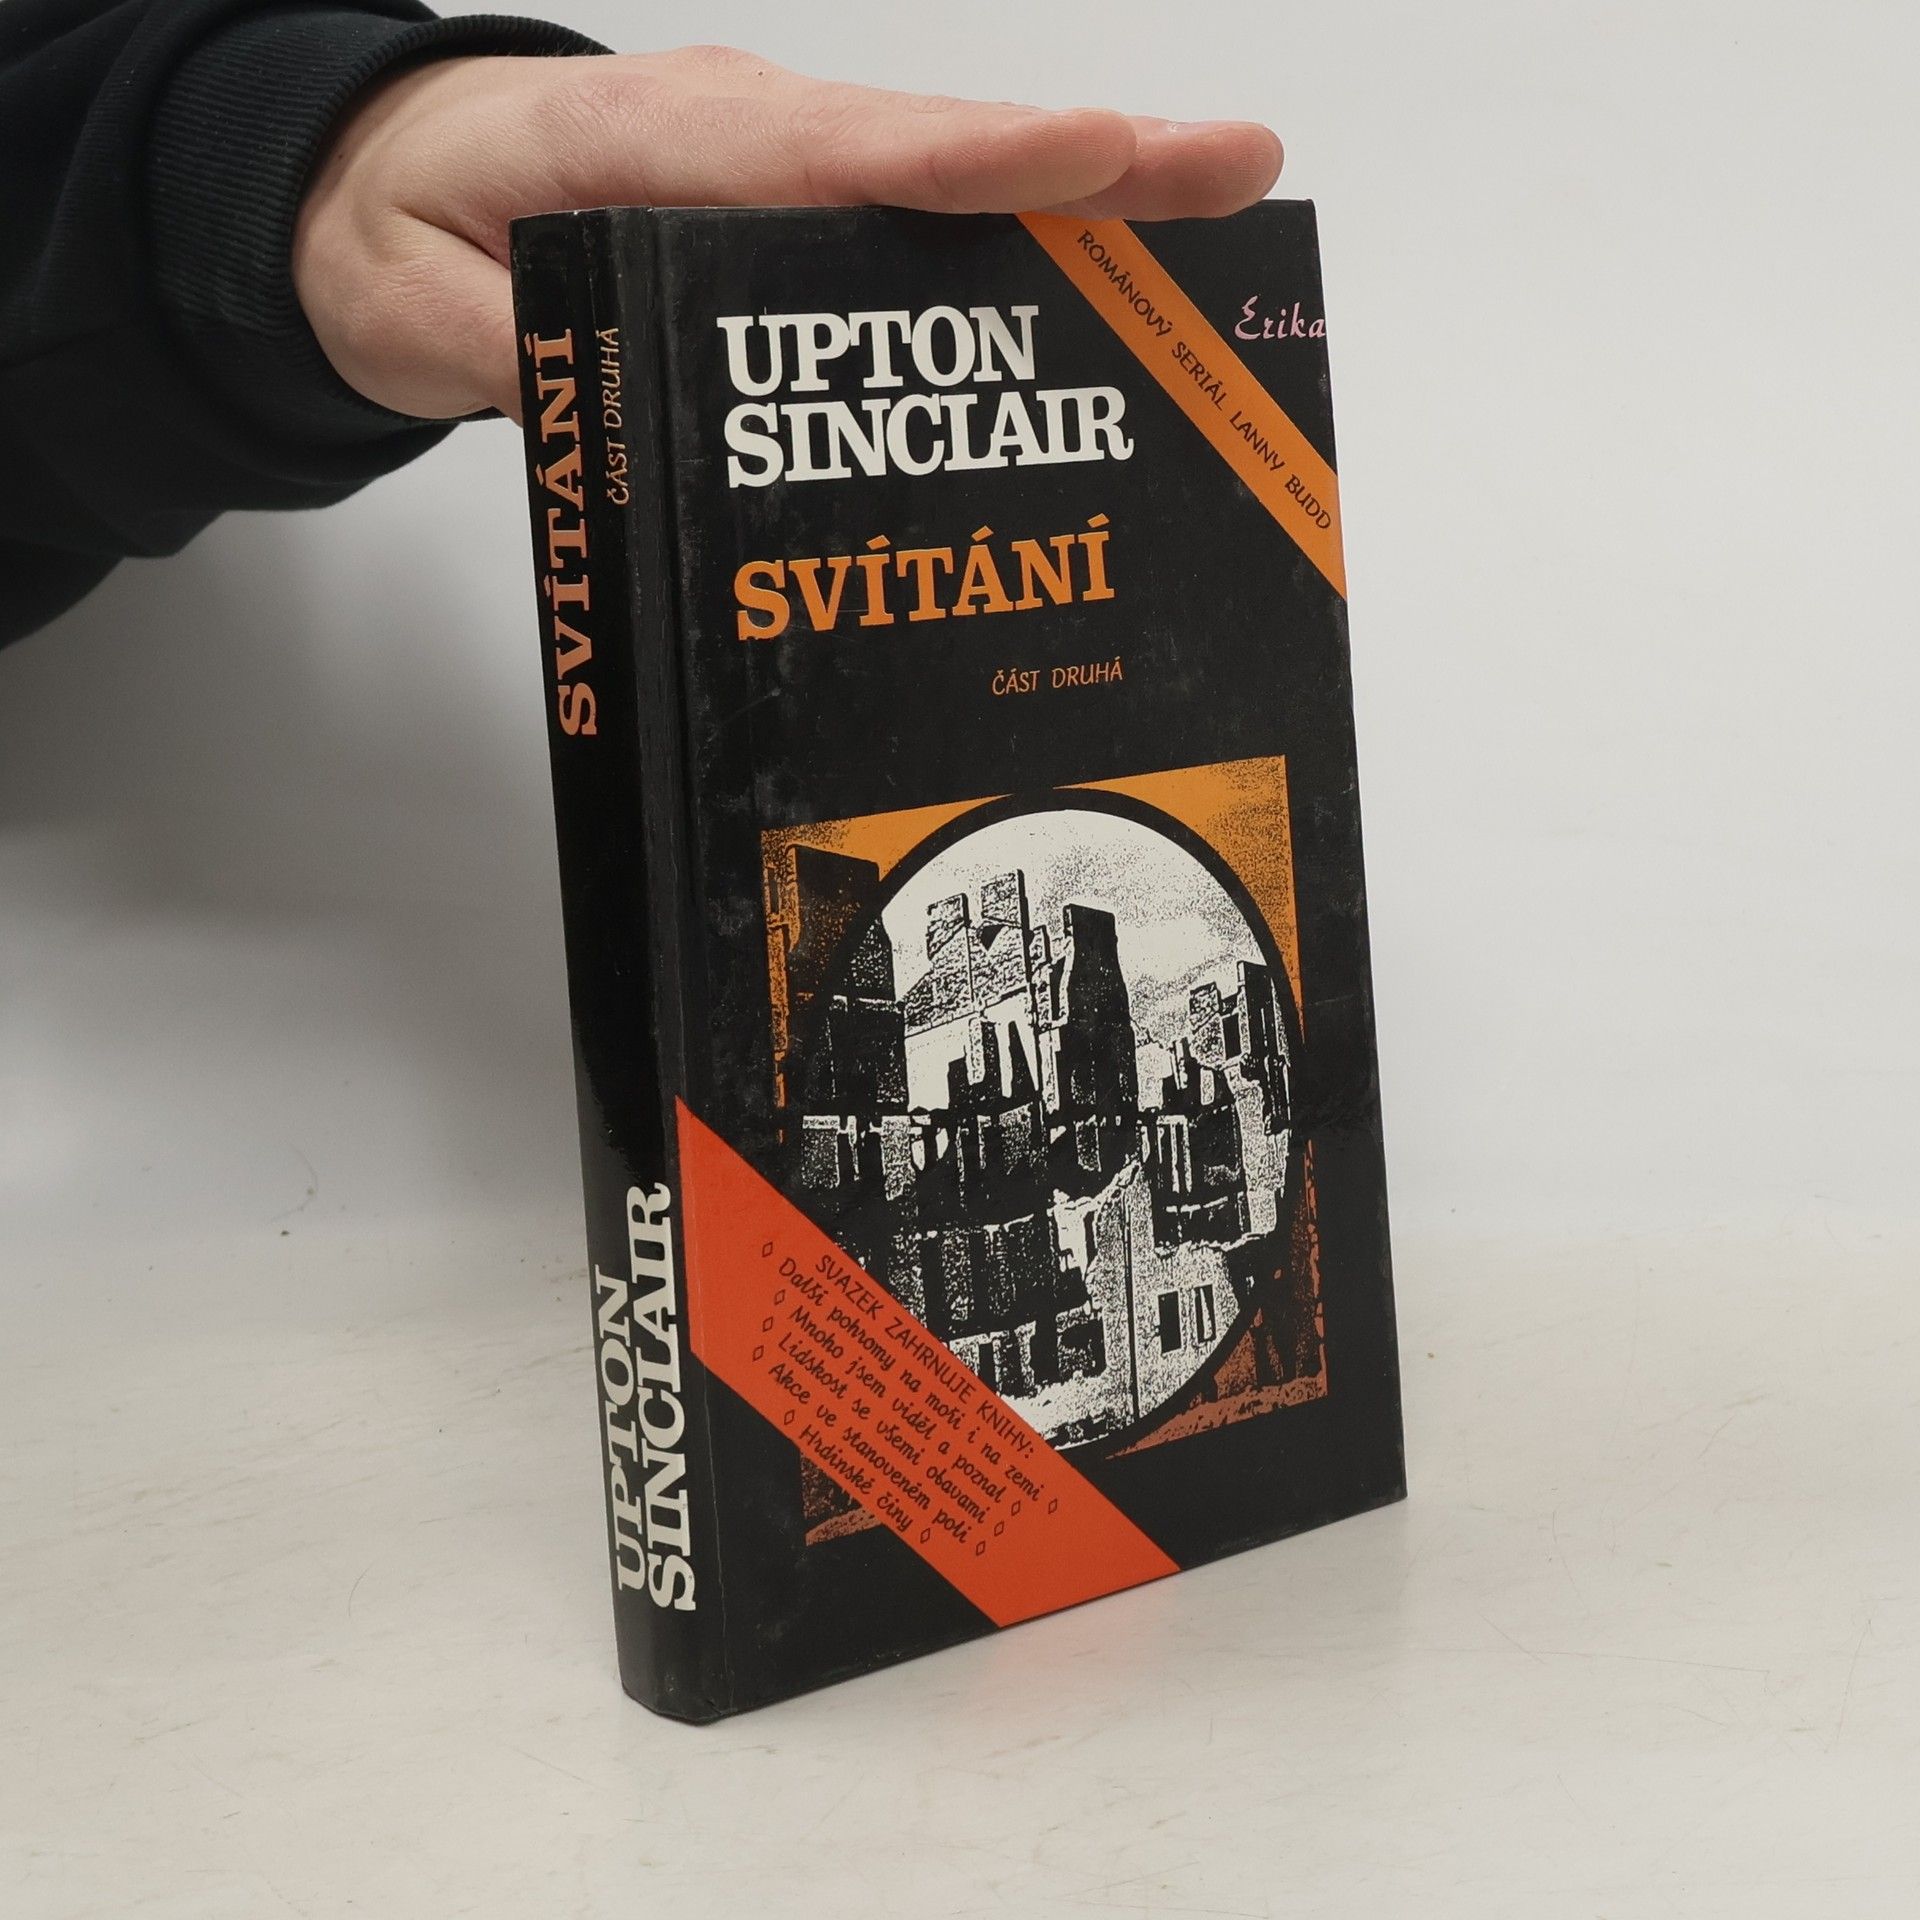 UPTON
SINCLAIR
SVÍTÁNÍ
ČÁST DRUHÁ
ROMÁNOVÝ SERIÁL LANNY BUDD
Erika
SVAZEK ZAHRNUJE KNIHY:
◊ Další pohromy na moři i na zemi ◊
◊ Mnoho jsem viděl a poznal ◊
◊ Lidskost se všemi obavami ◊
◊ Akce ve stanoveném poli ◊
◊ Hrdinské činy ◊
SVÍTÁNÍ
ČÁST DRUHÁ
UPTON
SINCLAIR